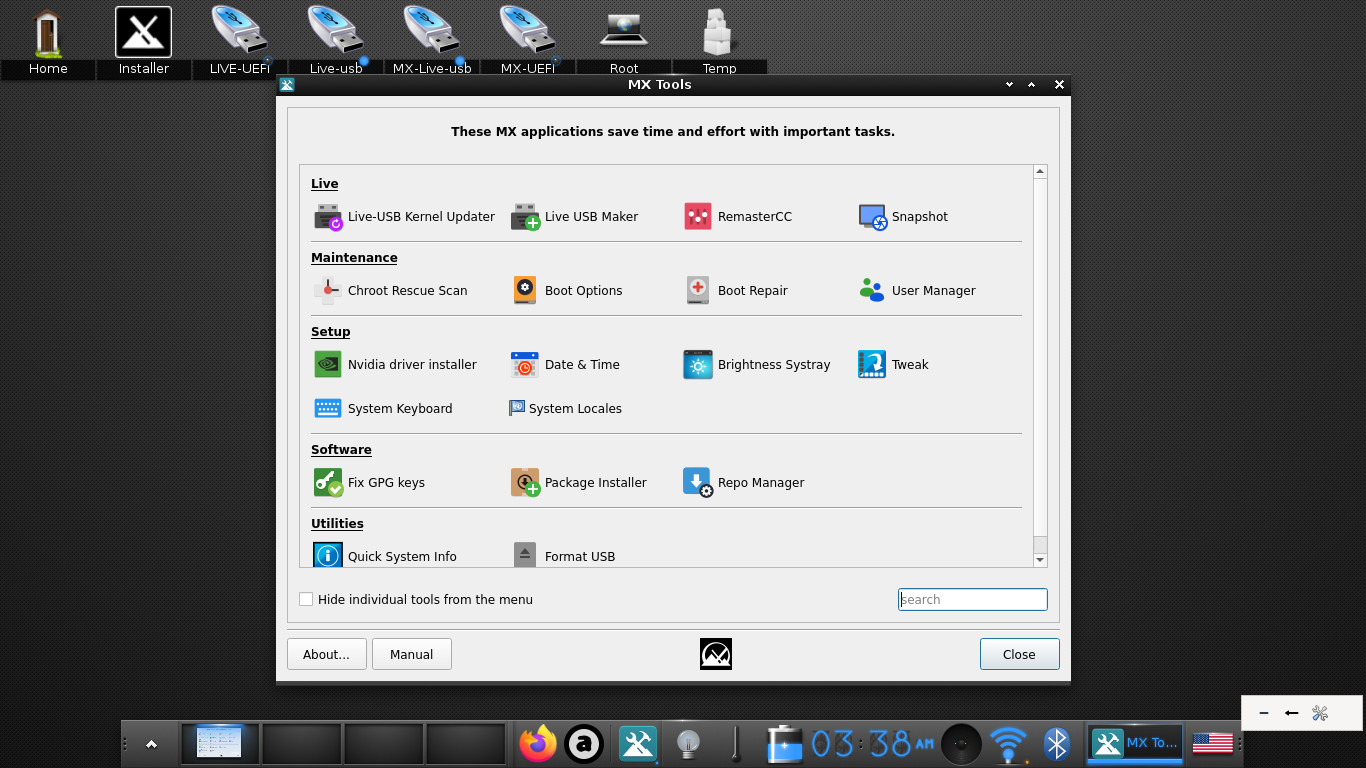 Home Installer LIVE-UEFI Live-usb MX-Live-usb MX-UEFI Root Temp
MX Tools
These MX applications save time and effort with important tasks.
Live
Live-USB Kernel Updater Live USB Maker RemasterCC Snapshot
Maintenance
Chroot Rescue Scan Boot Options Boot Repair User Manager
Setup
Nvidia driver installer Date & Time Brightness Systray Tweak
System Keyboard System Locales
Software
Fix GPG keys Package Installer Repo Manager
Utilities
Quick System Info Format USB
Hide individual tools from the menu search
About... Manual Close
03:38 AM MX To...